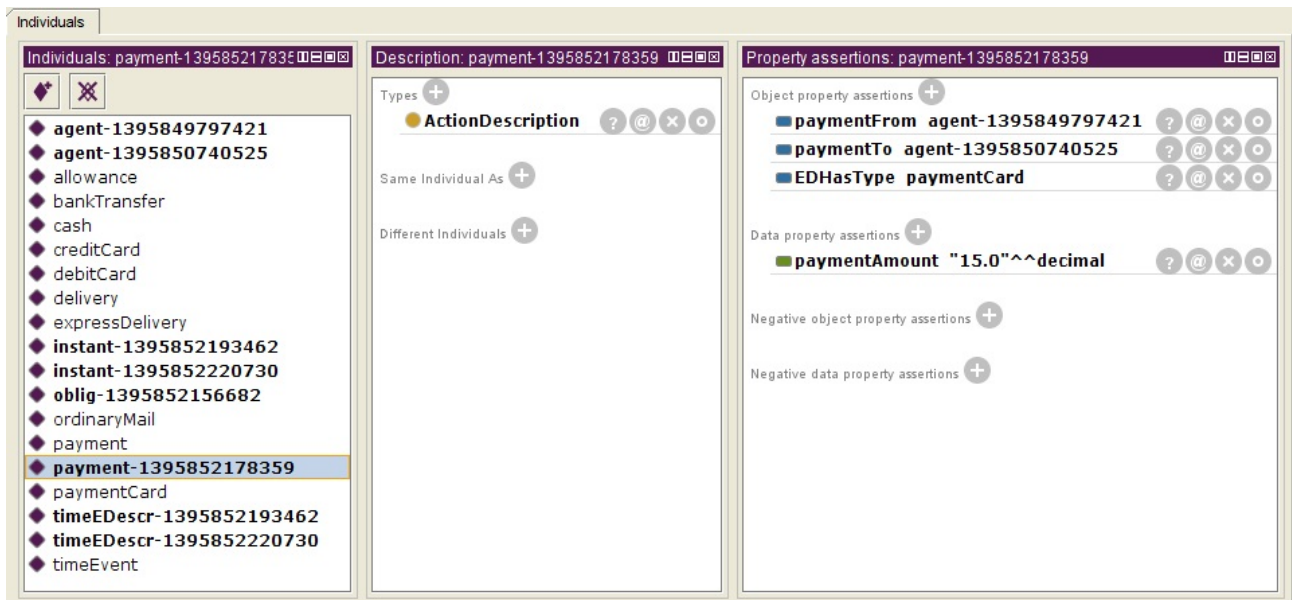 Individuals
Individuals: payment-139585217835
agent-1395849797421
agent-1395850740525
allowance
bankTransfer
cash
creditCard
debitCard
delivery
expressDelivery
instant-1395852193462
instant-1395852220730
oblig-1395852156682
ordinaryMail
payment
payment-1395852178359
paymentCard
timeEDescr-1395852193462
timeEDescr-1395852220730
timeEvent
Description: payment-1395852178359
Types
ActionDescription
Same Individual As
Different Individuals
Property assertions: payment-1395852178359
Object property assertions
paymentFrom agent-1395849797421
paymentTo agent-1395850740525
EDHasType paymentCard
Data property assertions
paymentAmount "15.0"^^decimal
Negative object property assertions
Negative data property assertions